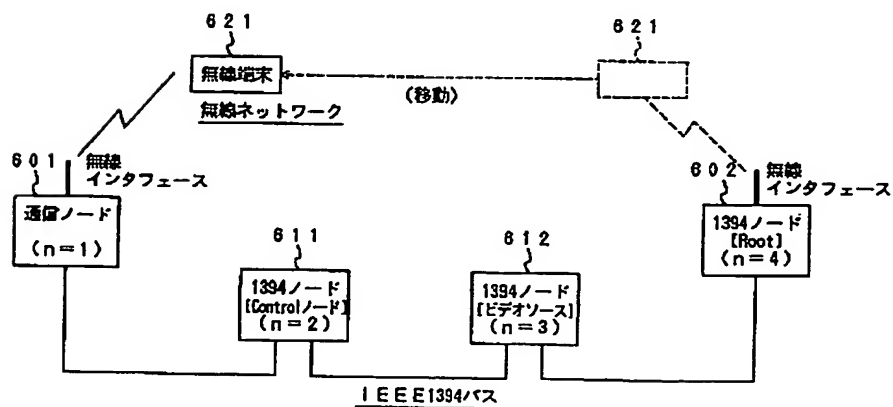 621
無線端末
無線ネットワーク
(移動)
621
601
無線
インタフェース
通信ノード
(n=1)
611
1394ノード
[Controlノード]
(n=2)
612
1394ノード
[ビデオソース]
(n=3)
602
無線
インタフェース
1394ノード
[Root]
(n=4)
IEEE1394バス